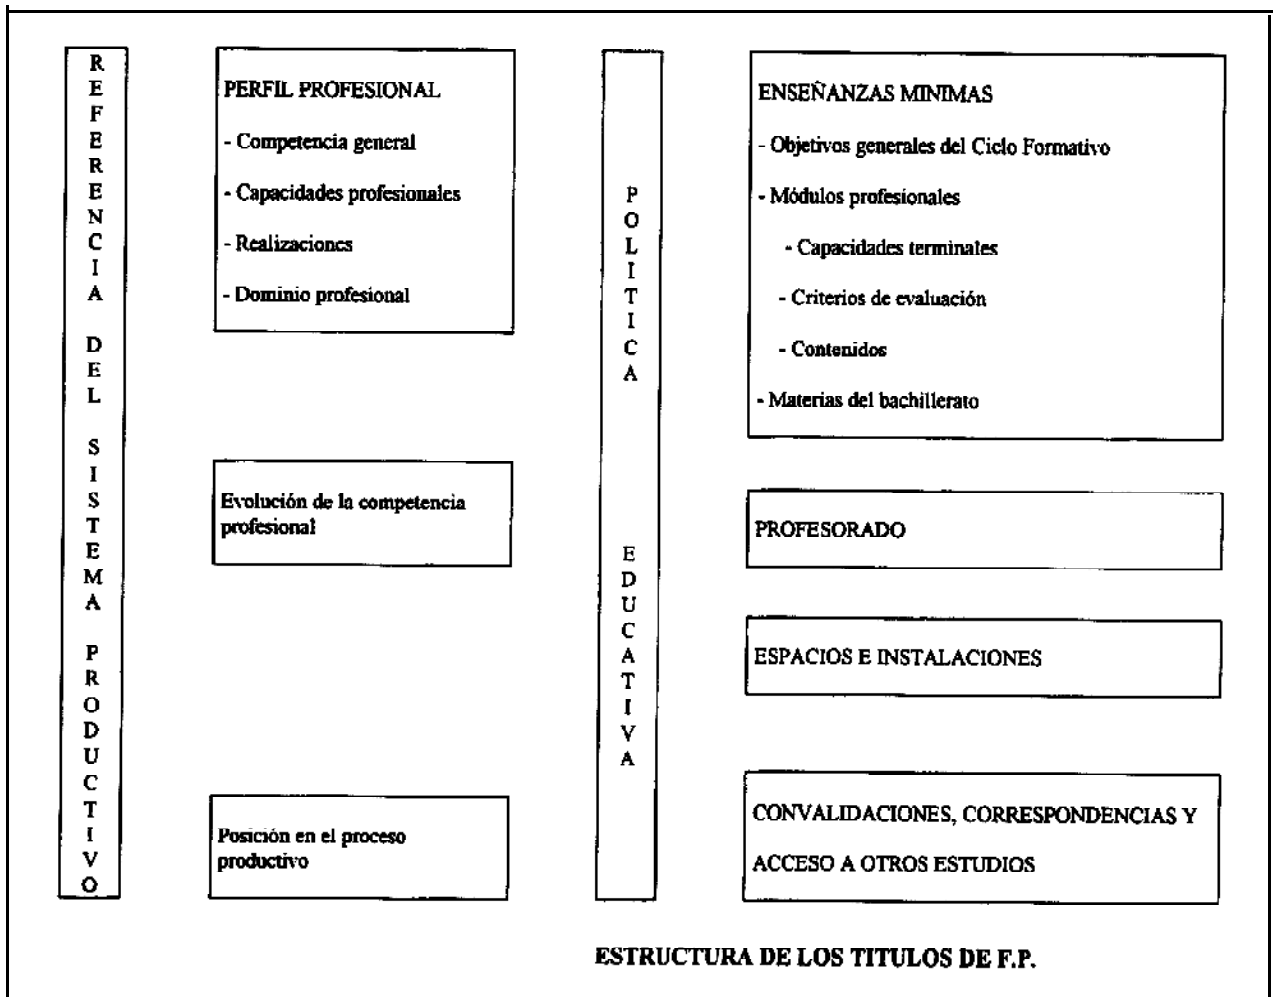 REFERENCIA DEL SISTEMA PRODUCTIVO
PERFIL PROFESIONAL
- Competencia general
- Capacidades profesionales
- Realizaciones
- Dominio profesional
Evolución de la competencia
profesional
Posición en el proceso
productivo
POLITICA EDUCATIVA
ENSEÑANZAS MINIMAS
- Objetivos generales del Ciclo Formativo
- Módulos profesionales
- Capacidades terminales
- Criterios de evaluación
- Contenidos
- Materias del bachillerato
PROFESORADO
ESPACIOS E INSTALACIONES
CONVALIDACIONES, CORRESPONDENCIAS Y
ACCESO A OTROS ESTUDIOS
ESTRUCTURA DE LOS TITULOS DE F.P.